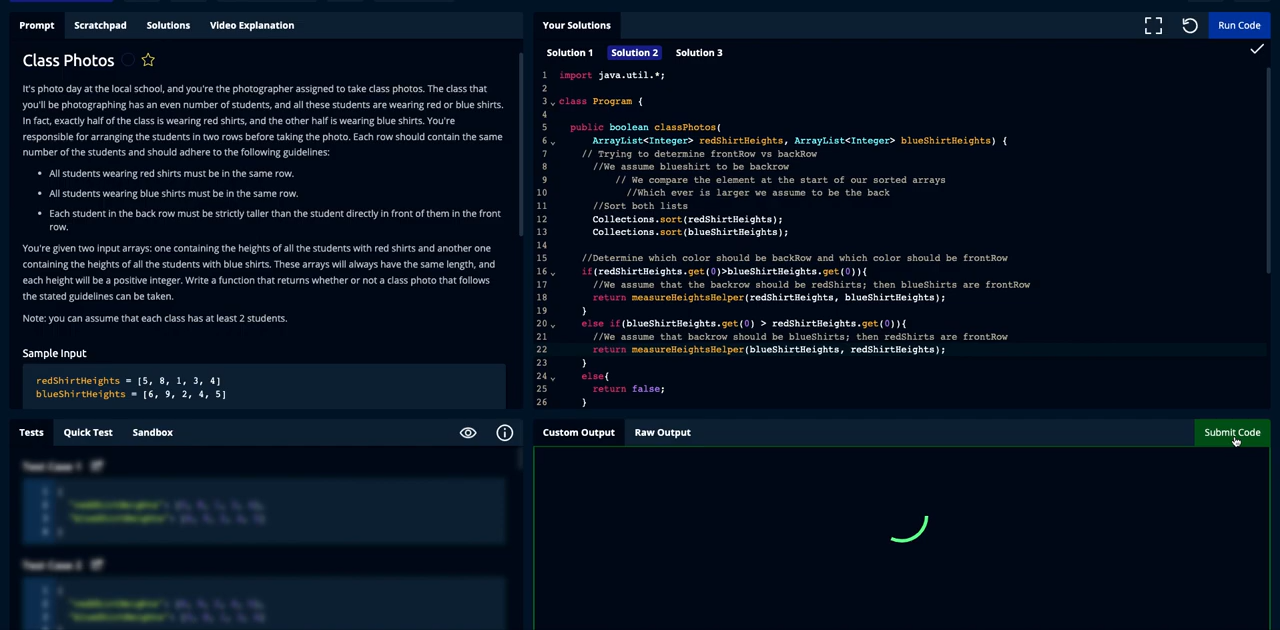 Prompt
Scratchpad
Solutions
Video Explanation
Class Photos
It's photo day at the local school, and you're the photographer assigned to take class photos. The class that
you'll be photographing has an even number of students, and all these students are wearing red or blue shirts.
In fact, exactly half of the class is wearing red shirts, and the other half is wearing blue shirts. You're
responsible for arranging the students in two rows before taking the photo. Each row should contain the same
number of the students and should adhere to the following guidelines:
• All students wearing red shirts must be in the same row.
• All students wearing blue shirts must be in the same row.
• Each student in the back row must be strictly taller than the student directly in front of them in the front
row.
You're given two input arrays: one containing the heights of all the students with red shirts and another one
containing the heights of all the students with blue shirts. These arrays will always have the same length, and
each height will be a positive integer. Write a function that returns whether or not a class photo that follows
the stated guidelines can be taken.
Note: you can assume that each class has at least 2 students.
Sample Input
redShirtHeights = [5, 8, 1, 3, 4]
blueShirtHeights = [6, 9, 2, 4, 5]
Your Solutions
Run Code
Solution 1
Solution 2
Solution 3
1 import java.util.*;
2
3 class Program {
4
5 public boolean classPhotos(
6 ArrayList<Integer> redShirtHeights, ArrayList<Integer> blueShirtHeights) {
7 // Trying to determine frontRow vs backRow
8 //We assume blueshirt to be backrow
9 // We compare the element at the start of our sorted arrays
10 //Which ever is larger we assume to be the back
11 //Sort both lists
12 Collections.sort(redShirtHeights);
13 Collections.sort(blueShirtHeights);
14
15 //Determine which color should be backRow and which color should be frontRow
16 if(redShirtHeights.get(0)>blueShirtHeights.get(0)){
17 //We assume that the backrow should be redShirts; then blueShirts are frontRow
18 return measureHeightsHelper(redShirtHeights, blueShirtHeights);
19 }
20 else if(blueShirtHeights.get(0) > redShirtHeights.get(0)){
21 //We assume that backrow should be blueShirts; then redShirts are frontRow
22 return measureHeightsHelper(blueShirtHeights, redShirtHeights);
23 }
24 else{
25 return false;
26 }
Tests
Quick Test
Sandbox
Custom Output
Raw Output
Submit Code
Test Case 1
Test Case 2